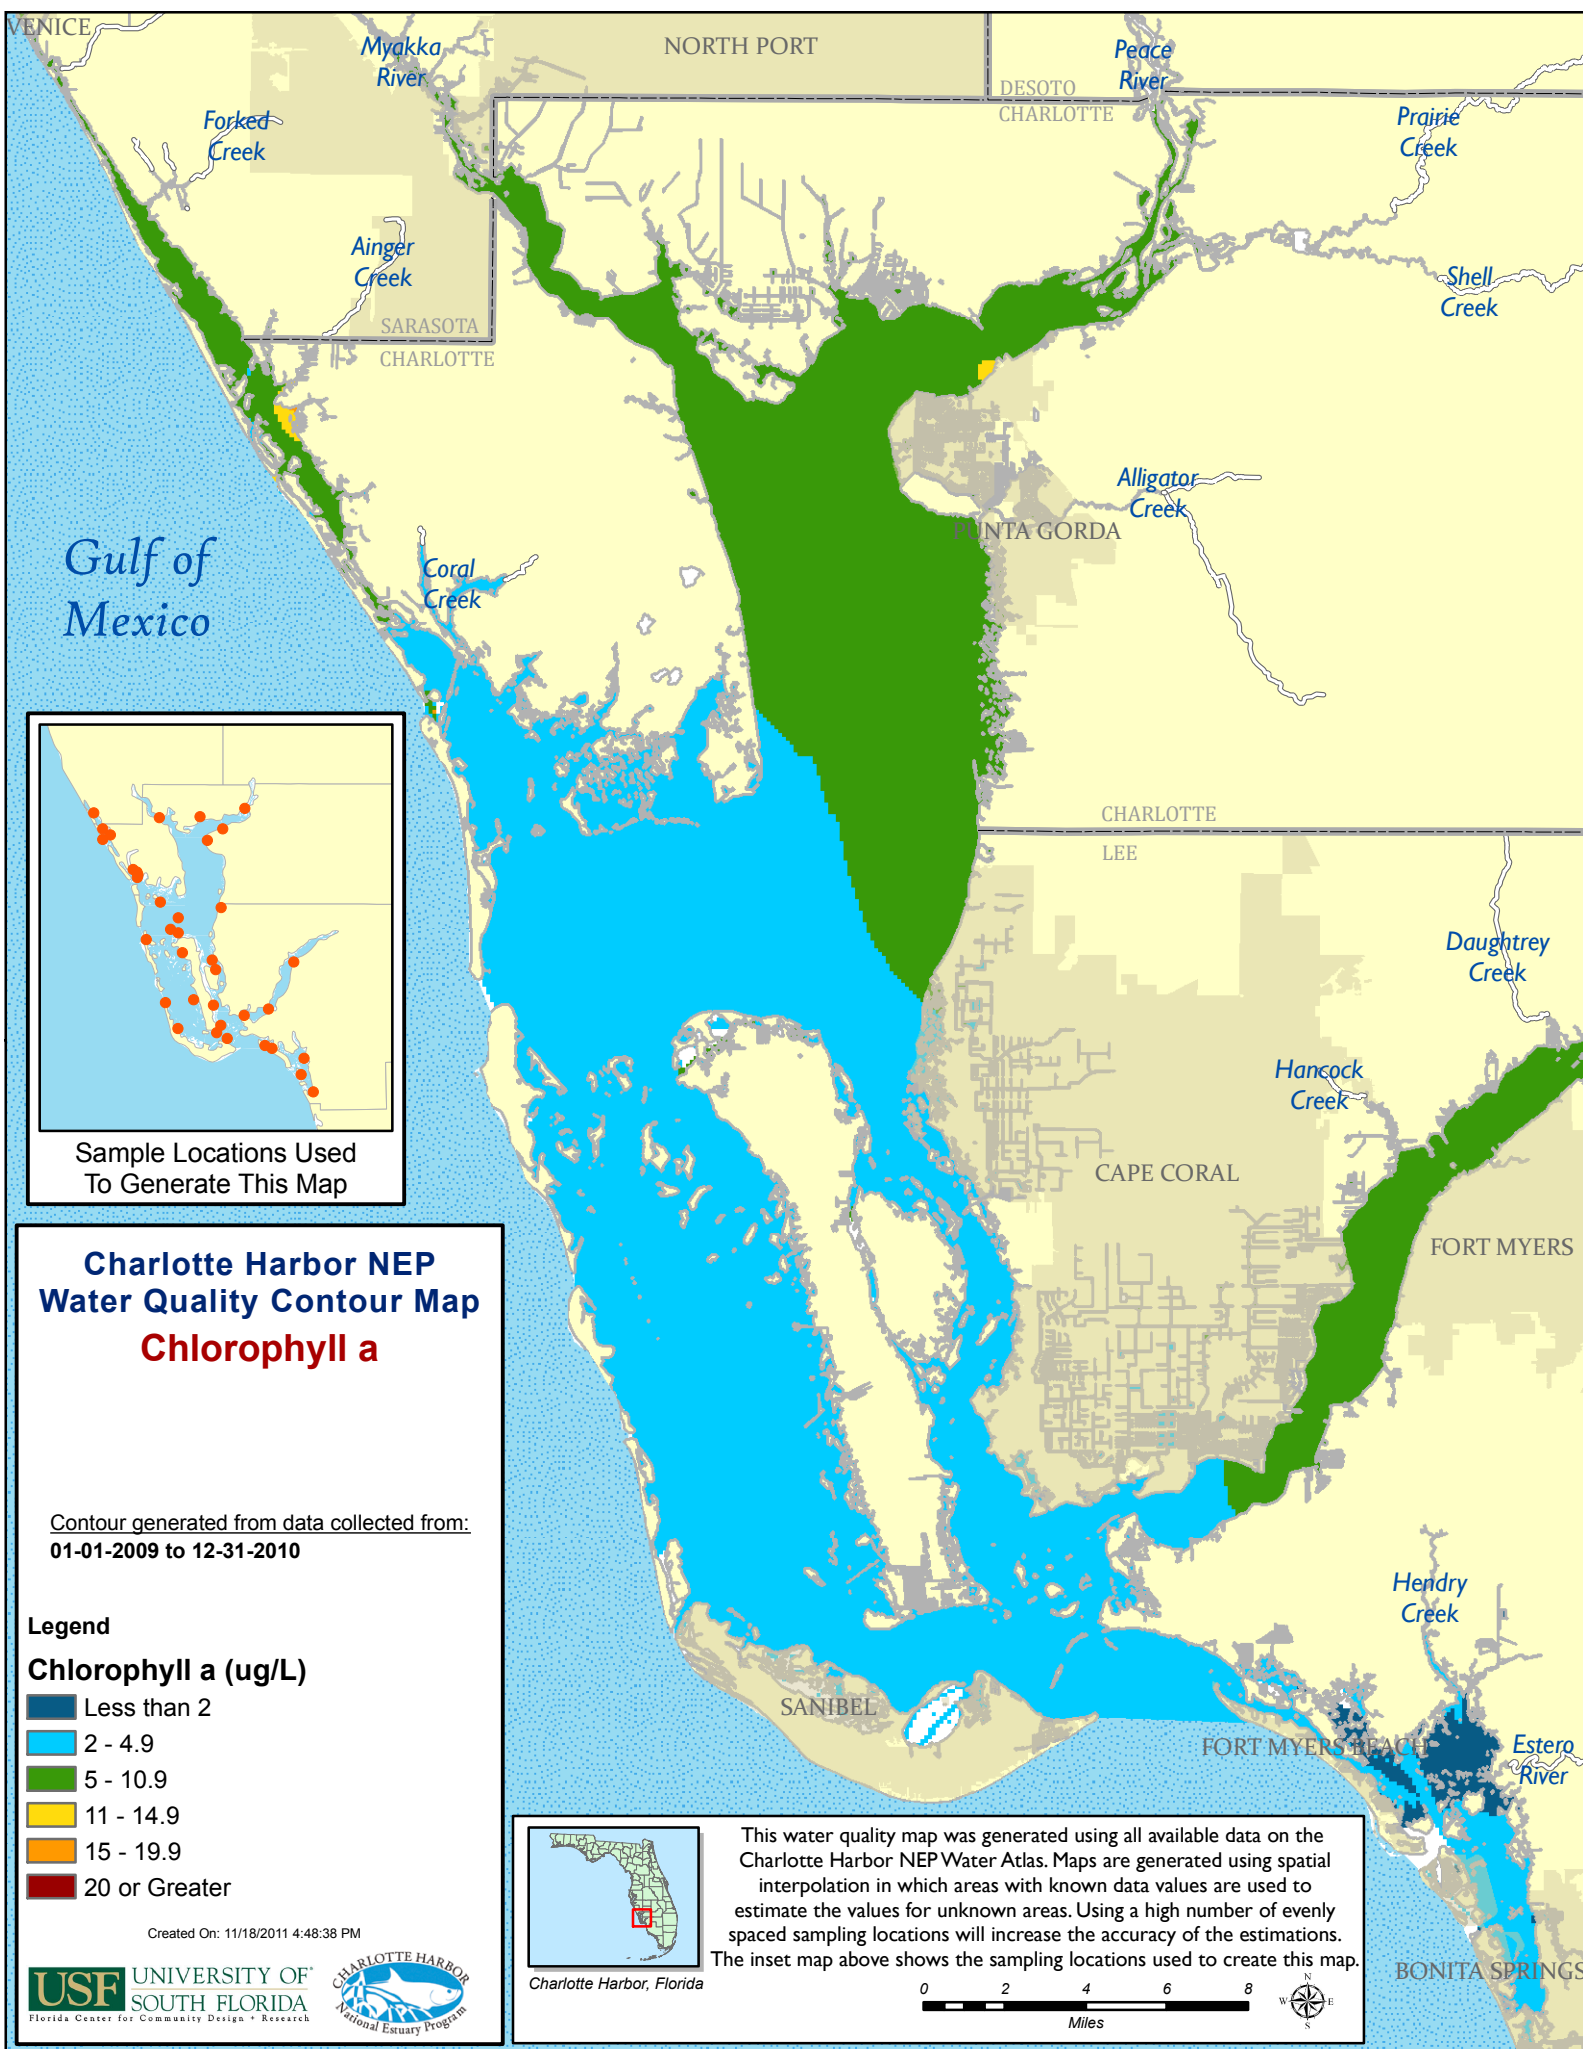 VENICE
Myakka
River
NORTH PORT
Peace
River
DESOTO
CHARLOTTE
Forked
Creek
Prairie
Creek
Ainger
Creek
Shell
Creek
SARASOTA
CHARLOTTE
Alligator
Creek
PUNTA GORDA
Gulf of
Mexico
Coral
Creek
CHARLOTTE
LEE
Daughtrey
Creek
Hancock
Creek
CAPE CORAL
FORT MYERS
Sample Locations Used
To Generate This Map
Charlotte Harbor NEP
Water Quality Contour Map
Chlorophyll a
Contour generated from data collected from:
01-01-2009 to 12-31-2010
Legend
Chlorophyll a (ug/L)
Less than 2
2 - 4.9
5 - 10.9
11 - 14.9
15 - 19.9
20 or Greater
Created On: 11/18/2011 4:48:38 PM
USF UNIVERSITY OF
SOUTH FLORIDA
Florida Center for Community Design + Research
CHARLOTTE HARBOR
National Estuary Program
Hendry
Creek
SANIBEL
FORT MYERS BEACH
Estero
River
BONITA SPRINGS
Charlotte Harbor, Florida
This water quality map was generated using all available data on the
Charlotte Harbor NEP Water Atlas. Maps are generated using spatial
interpolation in which areas with known data values are used to
estimate the values for unknown areas. Using a high number of evenly
spaced sampling locations will increase the accuracy of the estimations.
The inset map above shows the sampling locations used to create this map.
0 2 4 6 8
Miles
N
W E
S